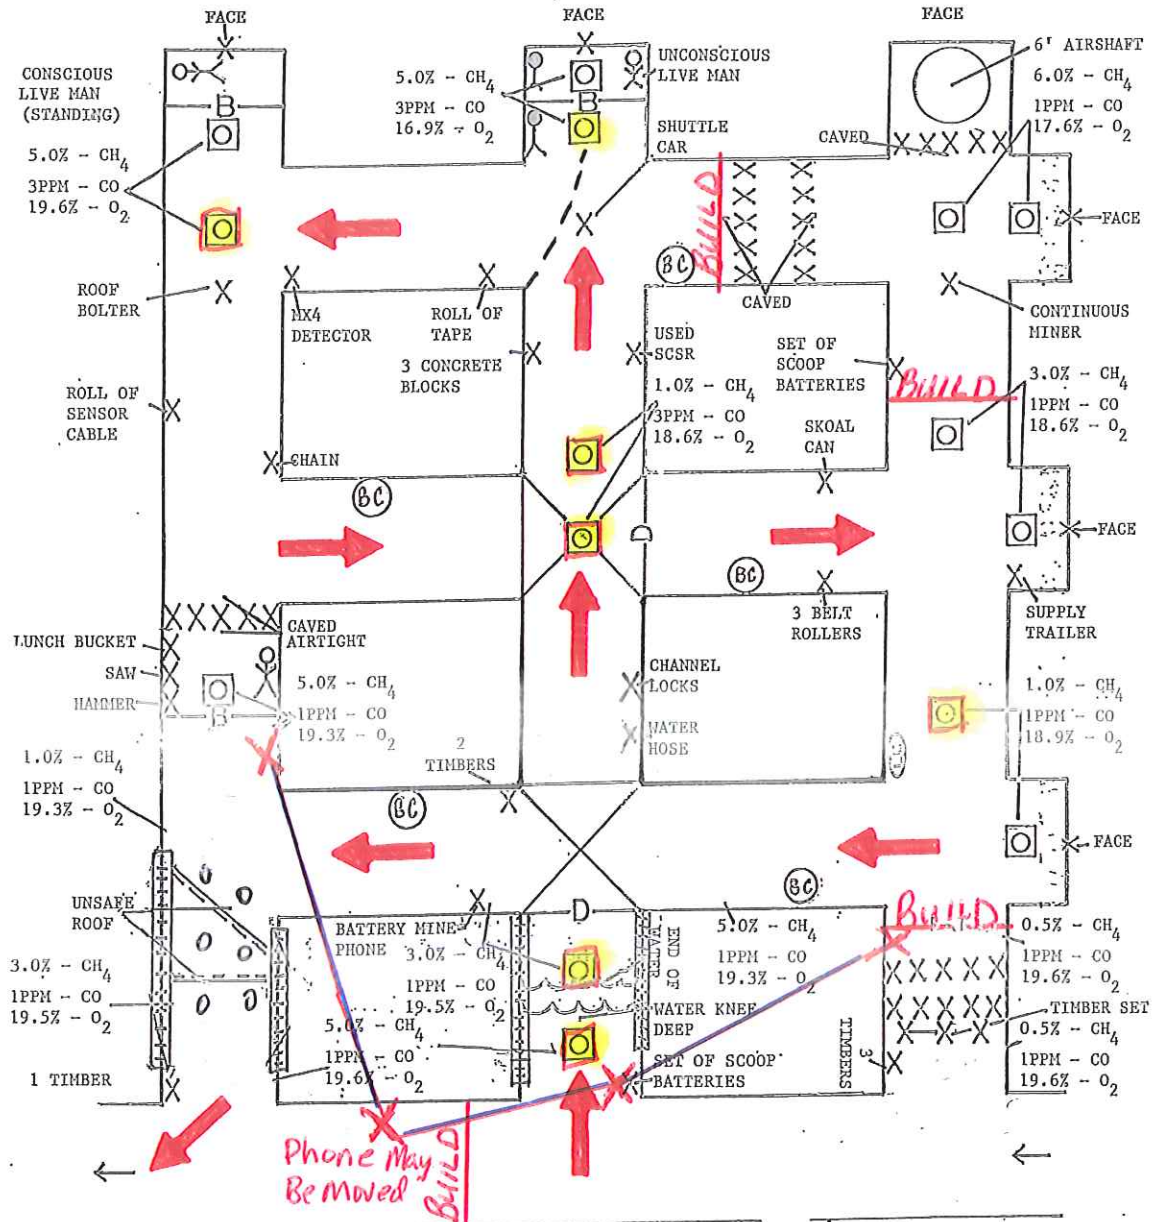 FACE
FACE
FACE
CONSCIOUS
LIVE MAN
(STANDING)
B
5.0% - CH4
3PPM - CO
19.6% - O2
5.0% - CH4
3PPM - CO
16.9% - O2
B
UNCONSCIOUS
LIVE MAN
SHUTTLE
CAR
6' AIRSHAFT
6.0% - CH4
1PPM - CO
17.6% - O2
CAVED
BUILD
FACE
BC
CAVED
ROOF
BOLTER
MX4
DETECTOR
ROLL OF
TAPE
3 CONCRETE
BLOCKS
USED
SCSR
SET OF
SCOOP
BATTERIES
CONTINUOUS
MINER
BUILD
ROLL OF
SENSOR
CABLE
1.0% - CH4
3PPM - CO
18.6% - O2
3.0% - CH4
1PPM - CO
18.6% - O2
SKOAL
CAN
CHAIN
BC
D
FACE
BC
3 BELT
ROLLERS
SUPPLY
TRAILER
CAVED
AIRTIGHT
LUNCH BUCKET
SAW
HAMMER
B
5.0% - CH4
1PPM - CO
19.3% - O2
CHANNEL
LOCKS
WATER
HOSE
1.0% - CH4
1PPM - CO
18.9% - O2
2
TIMBERS
1.0% - CH4
1PPM - CO
19.3% - O2
BC
FACE
BC
UNSAFE
ROOF
BATTERY MINE
PHONE
3.0% - CH4
1PPM - CO
19.5% - O2
D
END OF
WATER
5.0% - CH4
1PPM - CO
19.3% - O2
BUILD
0.5% - CH4
1PPM - CO
19.6% - O2
3.0% - CH4
1PPM - CO
19.5% - O2
5.0% - CH4
1PPM - CO
19.6% - O2
WATER KNEE
DEEP
TIMBER SET
0.5% - CH4
1PPM - CO
19.6% - O2
3
TIMBERS
1 TIMBER
SET OF SCOOP
BATTERIES
Phone May
Be Moved
BUILD